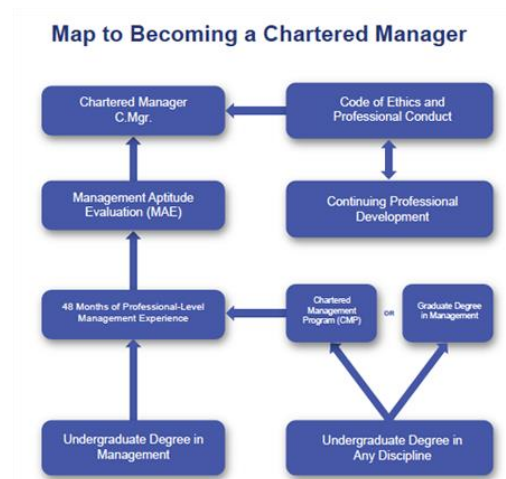 Map to Becoming a Chartered Manager
Chartered Manager
C.Mgr.
Code of Ethics and
Professional Conduct
Management Aptitude
Evaluation (MAE)
Continuing Professional
Development
48 Months of Professional-Level
Management Experience
Chartered
Management
Program (CMP)
OR
Graduate Degree
in Management
Undergraduate Degree in
Management
Undergraduate Degree in
Any Discipline